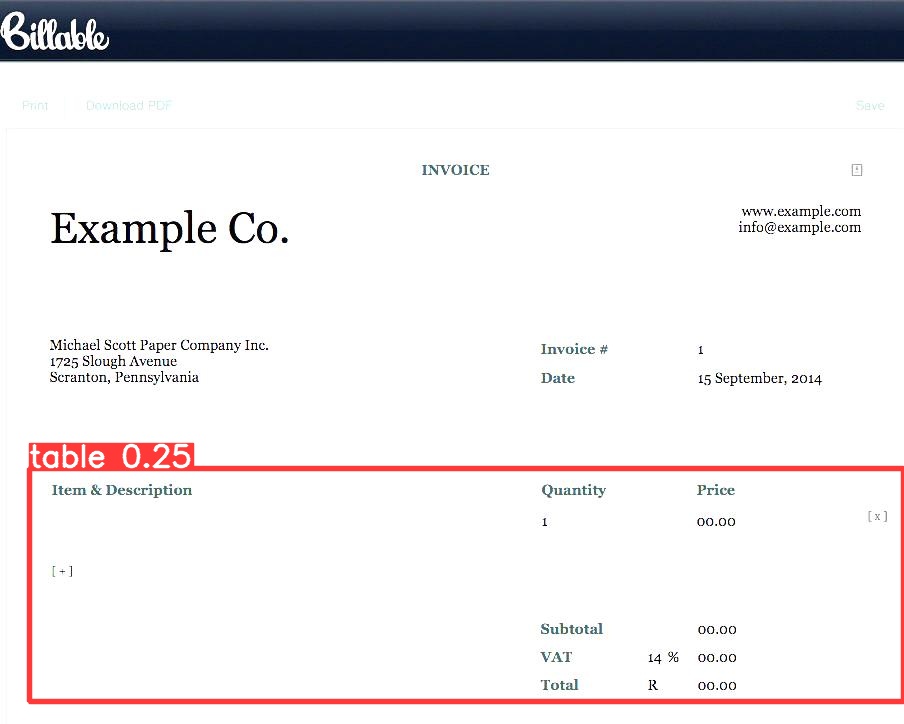 Billable
Print Download PDF Save
INVOICE
Example Co.
www.example.com
info@example.com
Michael Scott Paper Company Inc.
1725 Slough Avenue
Scranton, Pennsylvania
Invoice # 1
Date 15 September, 2014
table 0.25
Item & Description Quantity Price
1 00.00 [ x ]
[ + ]
Subtotal 00.00
VAT 14 % 00.00
Total R 00.00